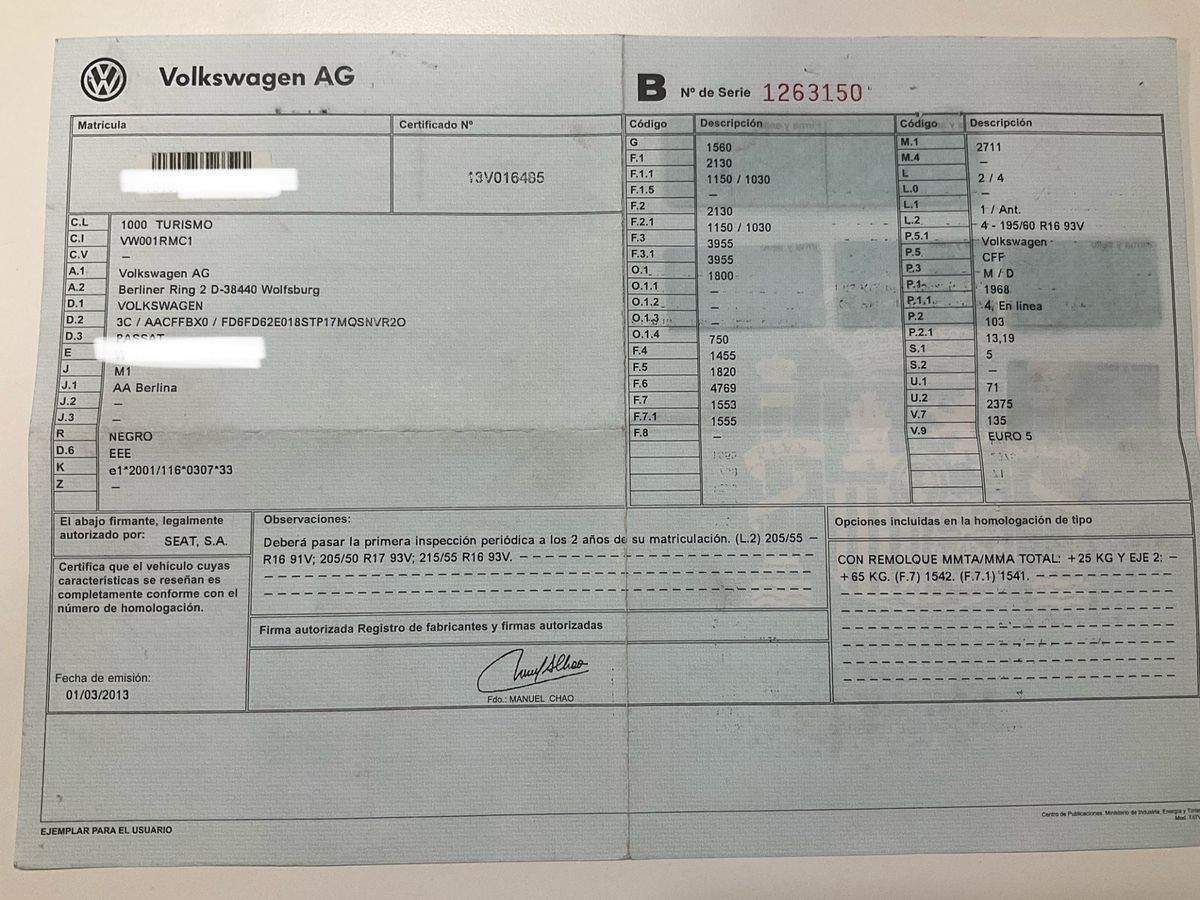 Volkswagen AG
B Nº de Serie 1263150
Matrícula
Certificado Nº
13V016485
C.L 1000 TURISMO
C.I VW001RMC1
C.V –
A.1 Volkswagen AG
A.2 Berliner Ring 2 D-38440 Wolfsburg
D.1 VOLKSWAGEN
D.2 3C / AACFFBX0 / FD6FD62E018STP17MQSNVR2O
D.3 PASSAT
E
J M1
J.1 AA Berlina
J.2 –
J.3 –
R NEGRO
D.6 EEE
K e1*2001/116*0307*33
Z –
Código Descripción
G 1560
F.1 2130
F.1.1 1150 / 1030
F.1.5 –
F.2 2130
F.2.1 1150 / 1030
F.3 3955
F.3.1 3955
O.1 1800
O.1.1 –
O.1.2 –
O.1.3 –
O.1.4 750
F.4 1455
F.5 1820
F.6 4769
F.7 1553
F.7.1 1555
F.8 –
Código Descripción
M.1 2711
M.4 –
L 2 / 4
L.0 –
L.1 1 / Ant.
L.2 4 - 195/60 R16 93V
P.5.1 Volkswagen
P.5 CFF
P.3 M / D
P.1 1968
P.1.1 4, En linea
P.2 103
P.2.1 13,19
S.1 5
S.2 –
U.1 71
U.2 2375
V.7 135
V.9 EURO 5
El abajo firmante, legalmente
autorizado por: SEAT, S.A.
Certifica que el vehículo cuyas
características se reseñan es
completamente conforme con el
número de homologación.
Fecha de emisión:
01/03/2013
Observaciones:
Deberá pasar la primera inspección periódica a los 2 años de su matriculación. (L.2) 205/55 –
R16 91V; 205/50 R17 93V; 215/55 R16 93V.
Firma autorizada Registro de fabricantes y firmas autorizadas
Fdo.: MANUEL CHAO
Opciones incluidas en la homologación de tipo
CON REMOLQUE MMTA/MMA TOTAL: +25 KG Y EJE 2: –
+65 KG. (F.7) 1542. (F.7.1) 1541.
EJEMPLAR PARA EL USUARIO
Centro de Publicaciones. Ministerio de Industria, Energía y
Mod.